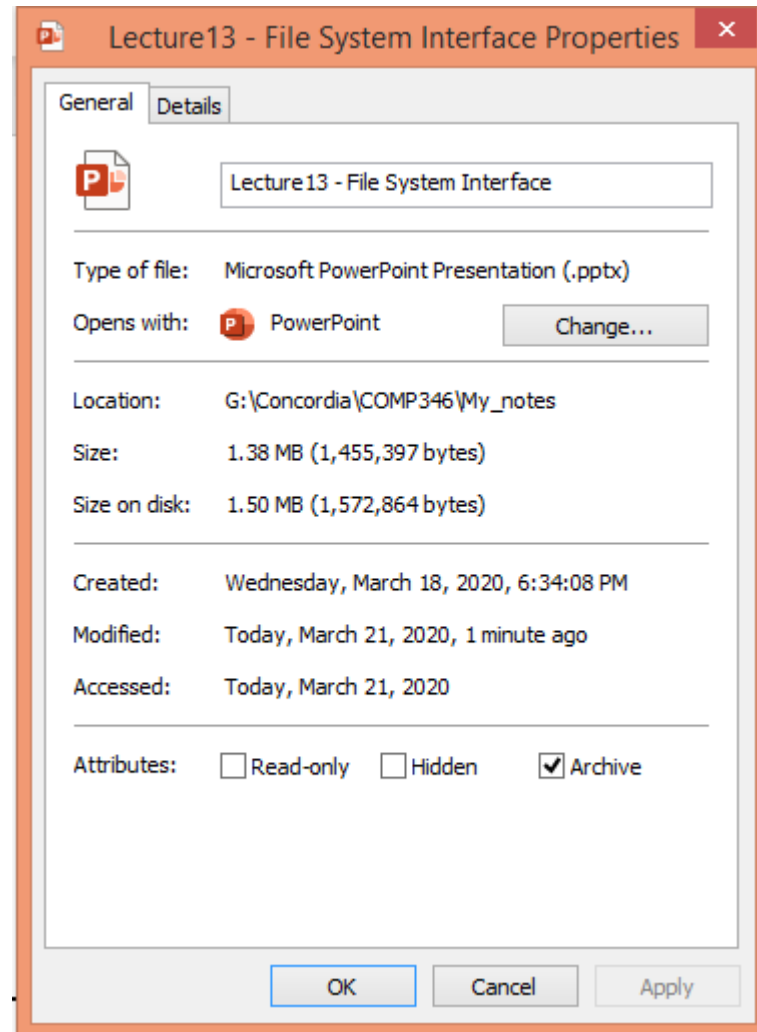 Lecture13 - File System Interface Properties
General Details
Lecture13 - File System Interface
Type of file: Microsoft PowerPoint Presentation (.pptx)
Opens with: PowerPoint Change...
Location: G:\Concordia\COMP346\My_notes
Size: 1.38 MB (1,455,397 bytes)
Size on disk: 1.50 MB (1,572,864 bytes)
Created: Wednesday, March 18, 2020, 6:34:08 PM
Modified: Today, March 21, 2020, 1 minute ago
Accessed: Today, March 21, 2020
Attributes: Read-only Hidden Archive
OK Cancel Apply